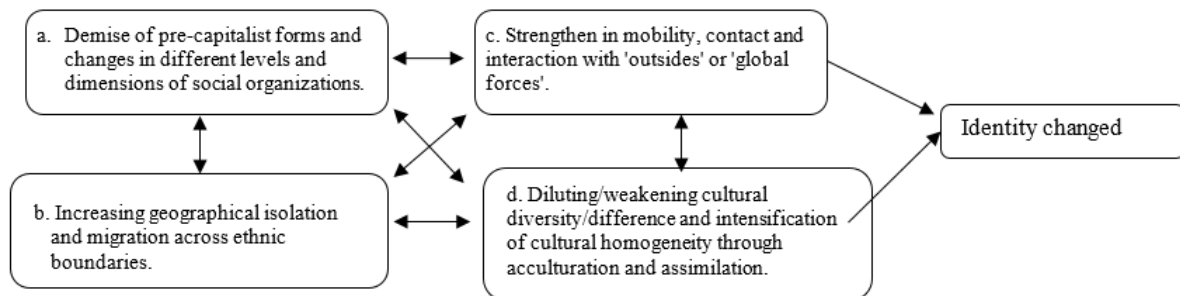 a. Demise of pre-capitalist forms and
changes in different levels and
dimensions of social organizations.
c. Strengthen in mobility, contact and
interaction with 'outsides' or 'global
forces'.
Identity changed
b. Increasing geographical isolation
and migration across ethnic
boundaries.
d. Diluting/weakening cultural
diversity/difference and intensification
of cultural homogeneity through
acculturation and assimilation.